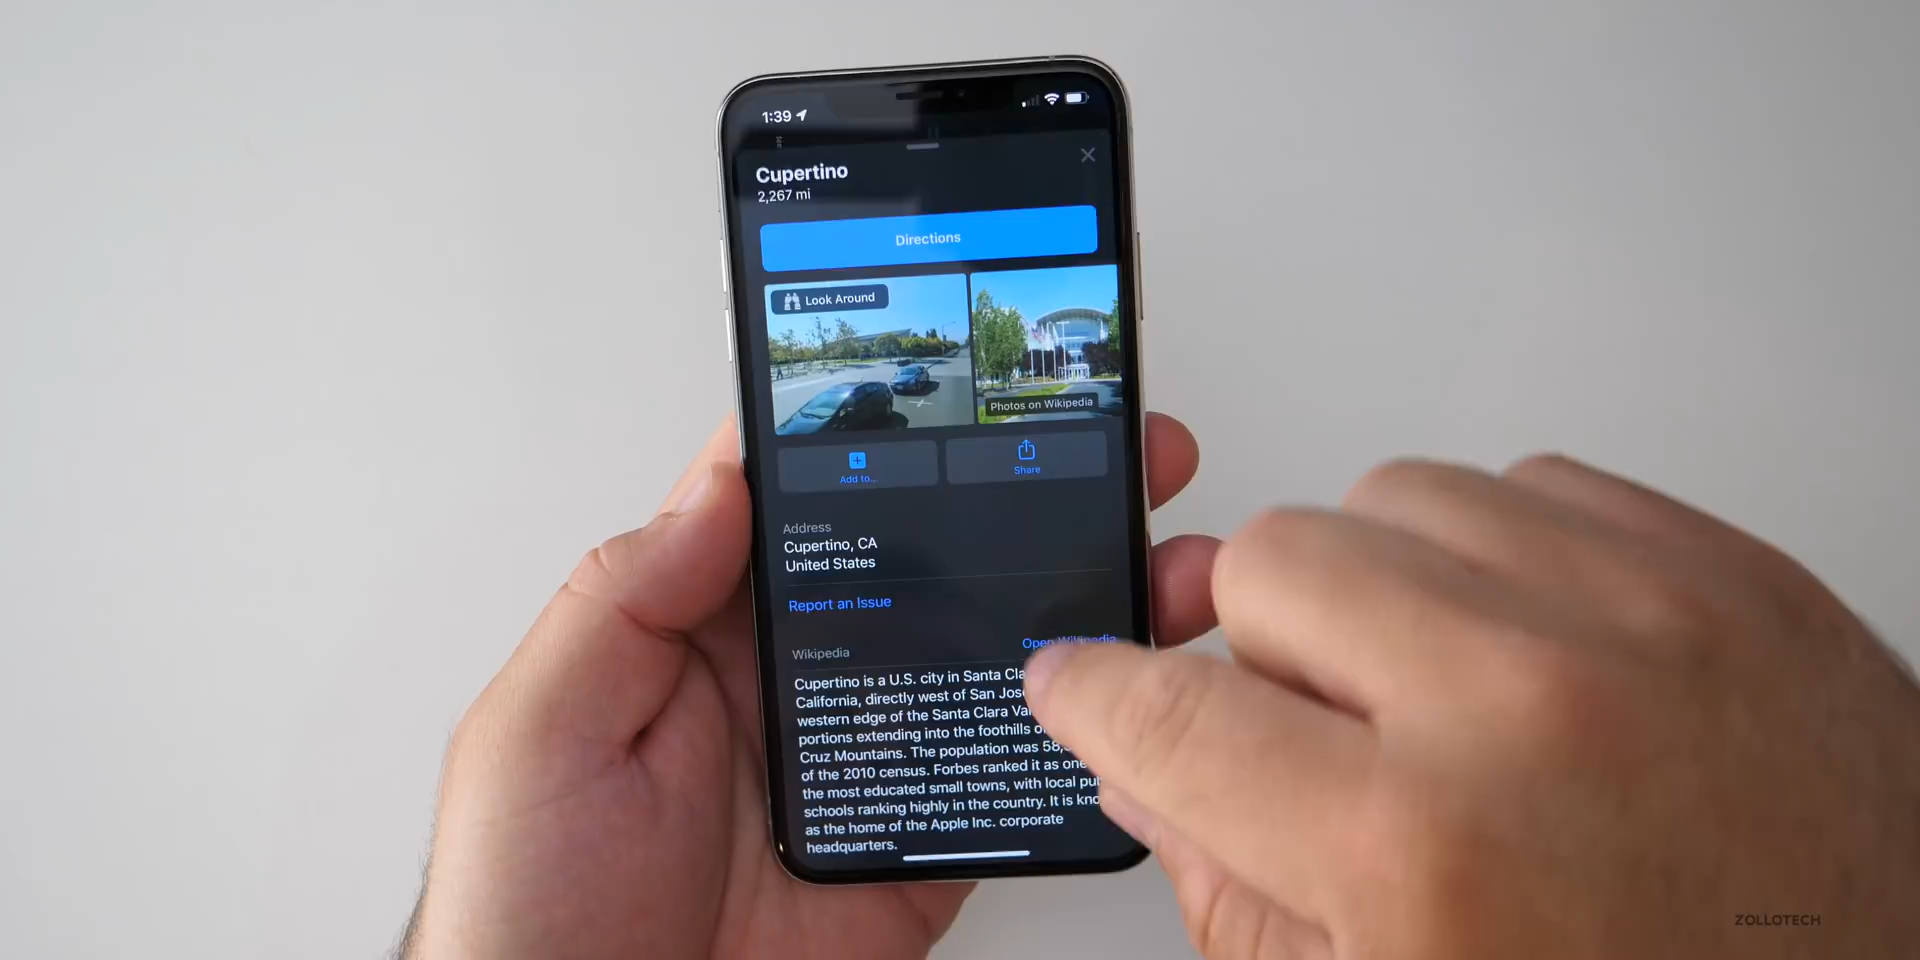 1:39
Cupertino
2,267 mi
Directions
Look Around
Photos on Wikipedia
Add to...
Share
Address
Cupertino, CA
United States
Report an Issue
Wikipedia
Open Wikipedia
Cupertino is a U.S. city in Santa
California, directly west of San
western edge of the Santa Clara
portions extending into the foothills
Cruz Mountains. The population was
of the 2010 census. Forbes ranked it as one
the most educated small towns, with local
schools ranking highly in the country. It is
as the home of the Apple Inc. corporate
headquarters.
ZOLLOTECH